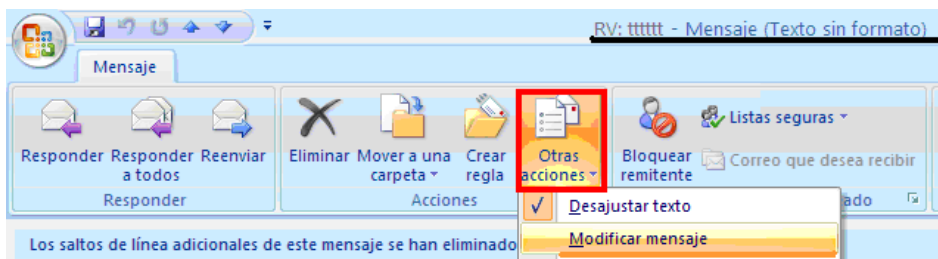 RV: tttttt - Mensaje (Texto sin formato)
Mensaje
Responder Responder Reenviar Eliminar Mover a una Crear Otras Bloquear Listas seguras
a todos carpeta regla acciones remitente Correo que desea recibir
Responder Acciones ado
Desajustar texto
Los saltos de línea adicionales de este mensaje se han eliminado
Modificar mensaje